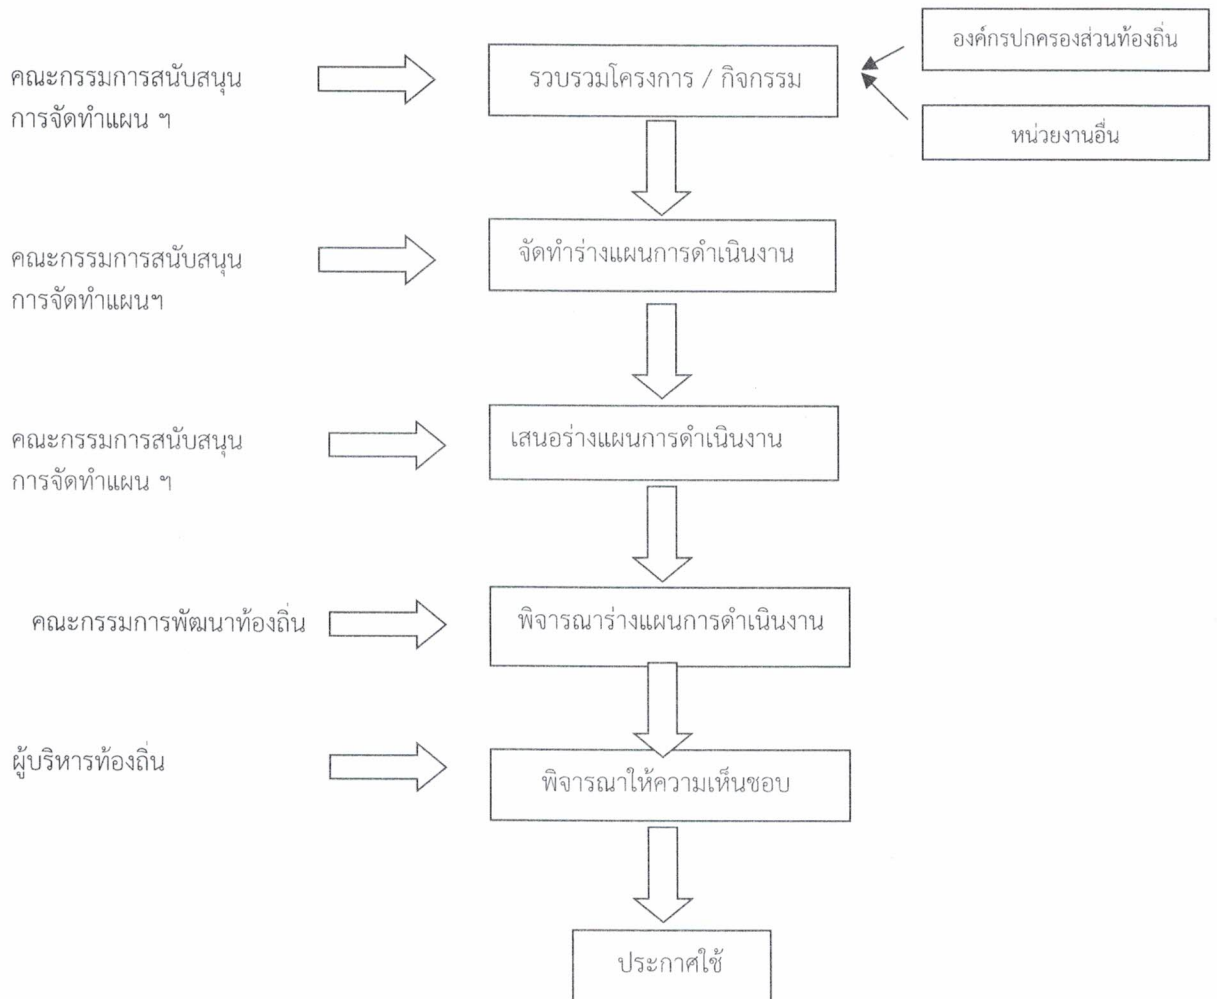 องค์กรปกครองส่วนท้องถิ่น
คณะกรรมการสนับสนุน
การจัดทำแผน ฯ
รวบรวมโครงการ / กิจกรรม
หน่วยงานอื่น
คณะกรรมการสนับสนุน
การจัดทำแผนฯ
จัดทำร่างแผนการดำเนินงาน
คณะกรรมการสนับสนุน
การจัดทำแผน ฯ
เสนอร่างแผนการดำเนินงาน
คณะกรรมการพัฒนาท้องถิ่น
พิจารณาร่างแผนการดำเนินงาน
ผู้บริหารท้องถิ่น
พิจารณาให้ความเห็นชอบ
ประกาศใช้